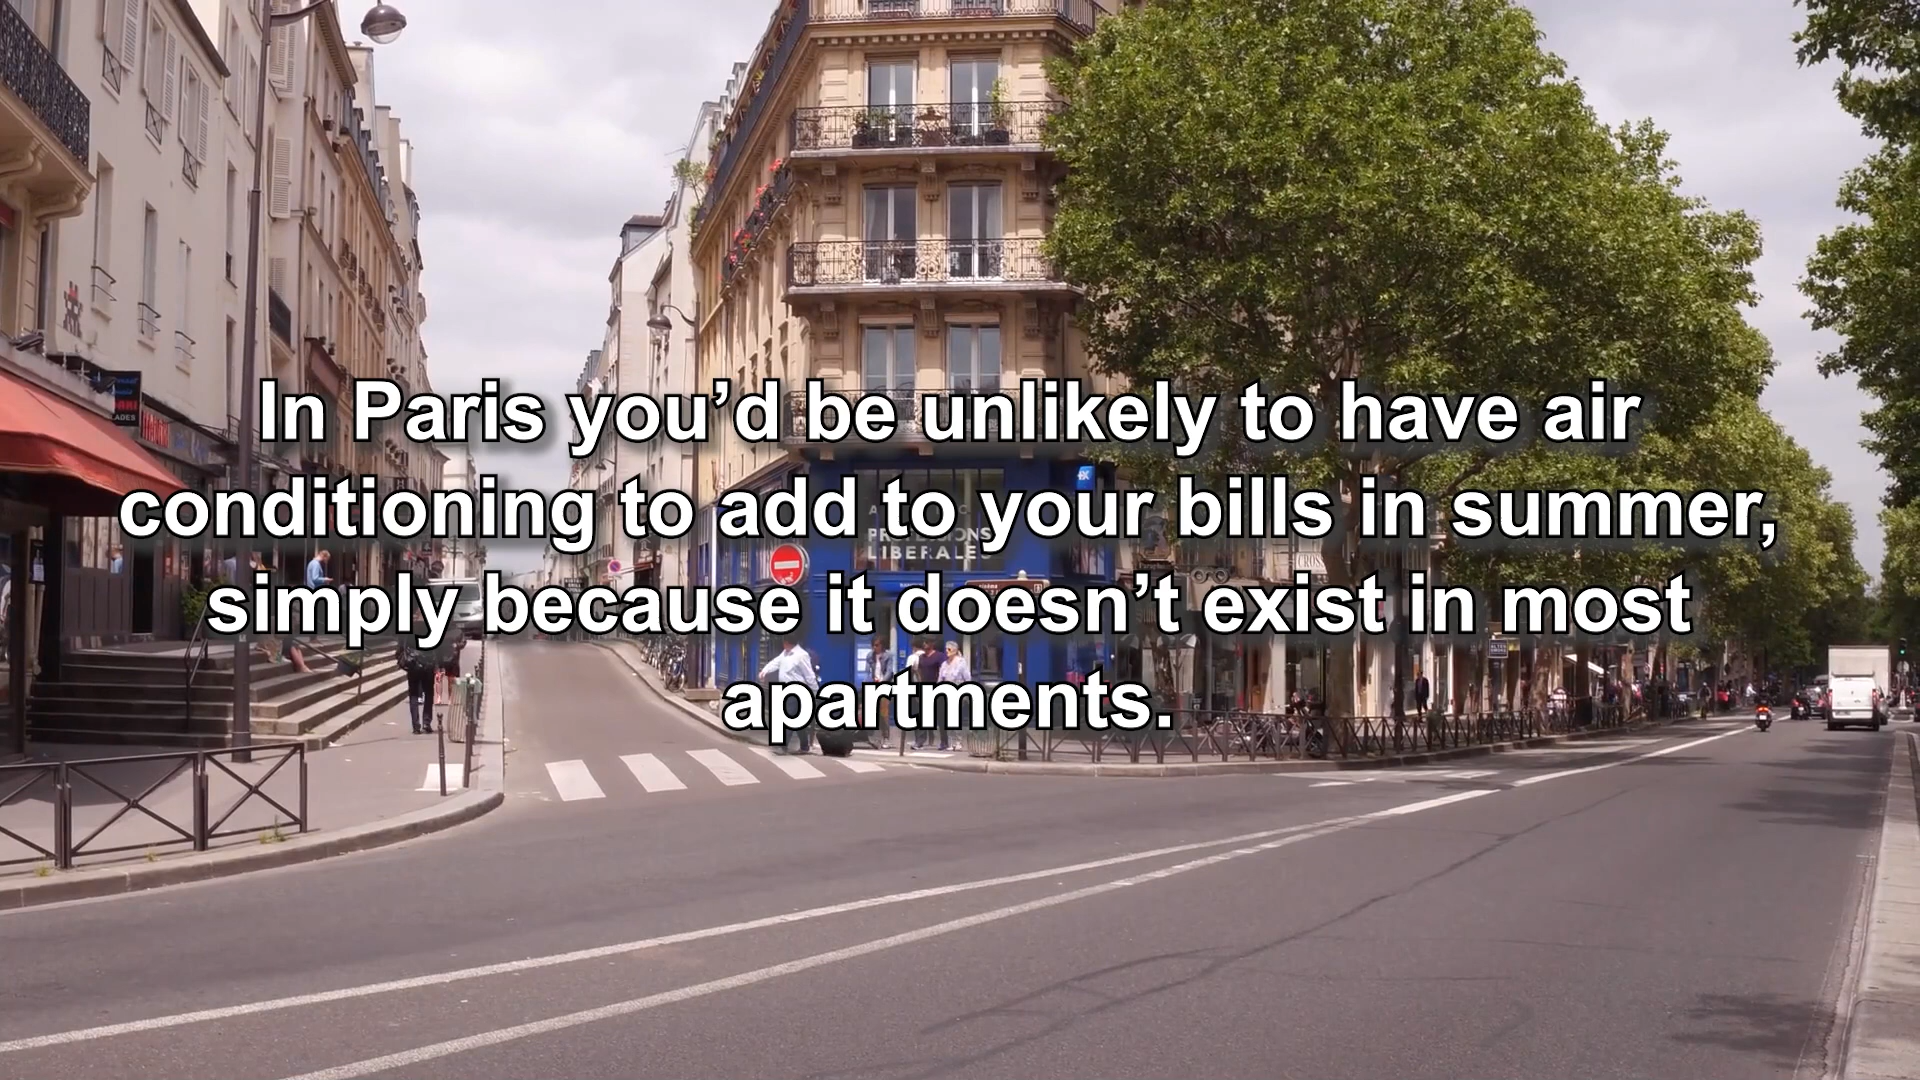 In Paris you’d be unlikely to have air
conditioning to add to your bills in summer,
simply because it doesn’t exist in most
apartments.
LIBERALES